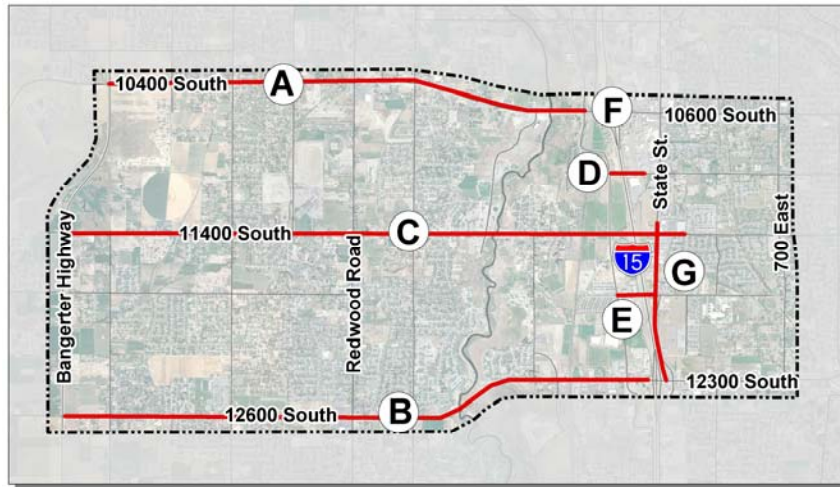 10400 South
A
F
10600 South
D
State St.
11400 South
C
15
G
700 East
Bangerter Highway
Redwood Road
E
12300 South
12600 South
B